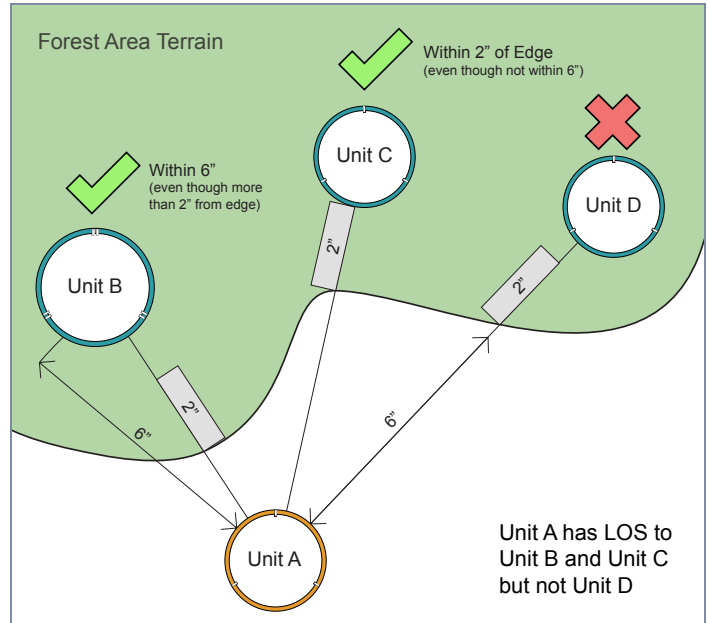 Forest Area Terrain
Within 2” of Edge
(even though not within 6”)
Unit C
Unit D
Within 6”
(even though more
than 2” from edge)
Unit B
2”
2”
2”
6”
6”
Unit A
Unit A has LOS to
Unit B and Unit C
but not Unit D